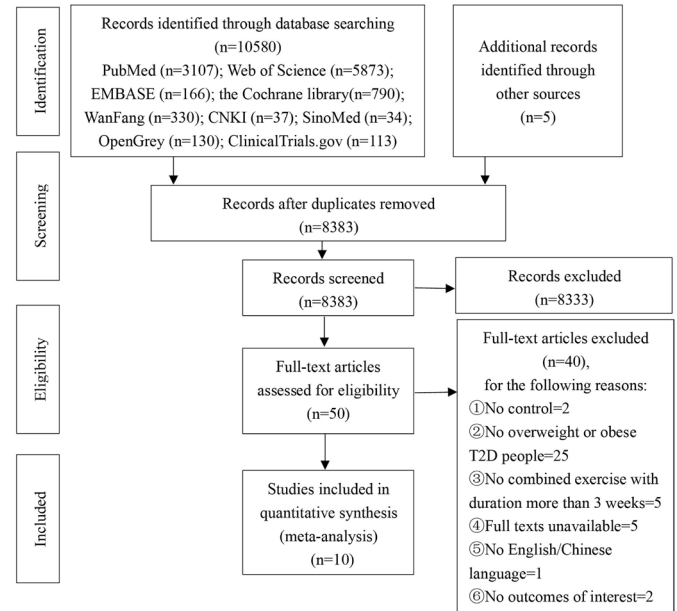 Identification
Records identified through database searching
(n=10580)
PubMed (n=3107); Web of Science (n=5873);
EMBASE (n=166); the Cochrane library(n=790);
WanFang (n=330); CNKI (n=37); SinoMed (n=34);
OpenGrey (n=130); ClinicalTrials.gov (n=113)
Additional records
identified through
other sources
(n=5)
Screening
Records after duplicates removed
(n=8383)
Records screened
(n=8383)
Records excluded
(n=8333)
Eligibility
Full-text articles
assessed for eligibility
(n=50)
Full-text articles excluded
(n=40),
for the following reasons:
①No control=2
②No overweight or obese
T2D people=25
③No combined exercise with
duration more than 3 weeks=5
④Full texts unavailable=5
⑤No English/Chinese
language=1
⑥No outcomes of interest=2
Included
Studies included in
quantitative synthesis
(meta-analysis)
(n=10)